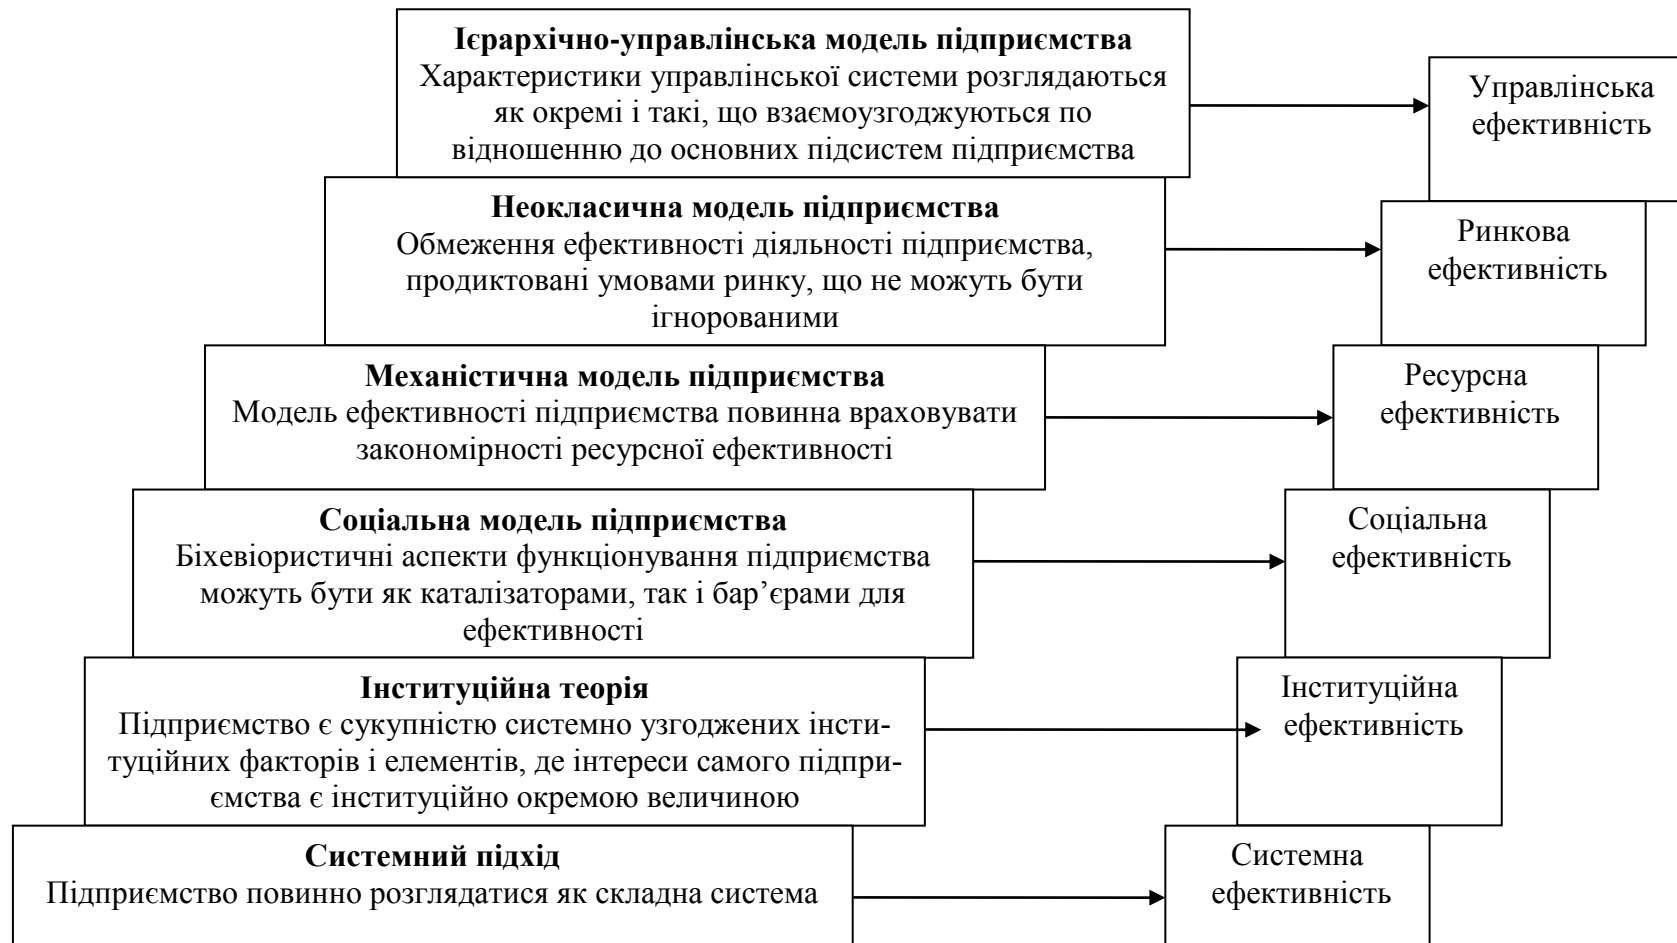 Ієрархічно-управлінська модель підприємства
Характеристики управлінської системи розглядаються
як окремі і такі, що взаємоузгоджуються по
відношенню до основних підсистем підприємства
Управлінська
ефективність
Неокласична модель підприємства
Обмеження ефективності діяльності підприємства,
продиктовані умовами ринку, що не можуть бути
ігнорованими
Ринкова
ефективність
Механістична модель підприємства
Модель ефективності підприємства повинна враховувати
закономірності ресурсної ефективності
Ресурсна
ефективність
Соціальна модель підприємства
Біхевіористичні аспекти функціонування підприємства
можуть бути як каталізаторами, так і бар’єрами для
ефективності
Соціальна
ефективність
Інституційна теорія
Підприємство є сукупністю системно узгоджених інсти-
туційних факторів і елементів, де інтереси самого підпри-
ємства є інституційно окремою величиною
Інституційна
ефективність
Системний підхід
Підприємство повинно розглядатися як складна система
Системна
ефективність